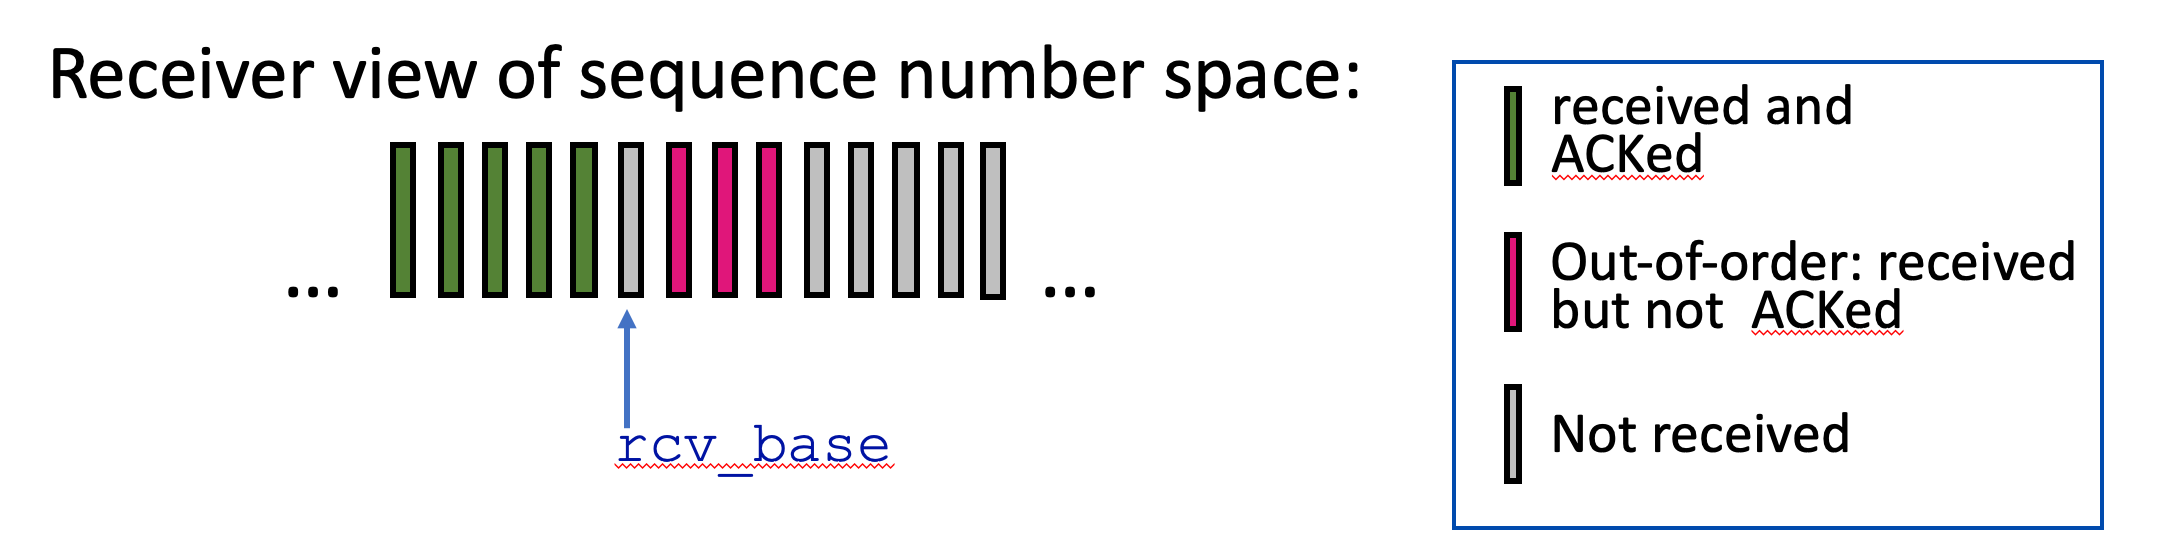 Receiver view of sequence number space:
... ...
rcv_base
received and
ACKed
Out-of-order: received
but not ACKed
Not received